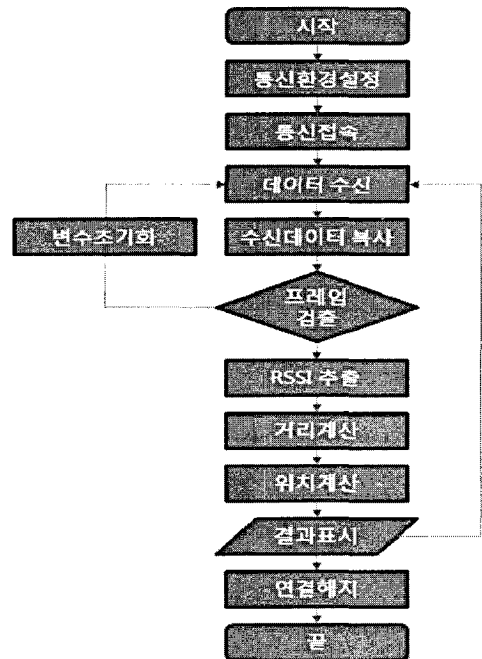 시작
통신환경설정
통신접속
데이터 수신
변수초기화
수신데이터 복사
프레임
검출
RSSI 추출
거리계산
위치계산
결과표시
연결해지
끝